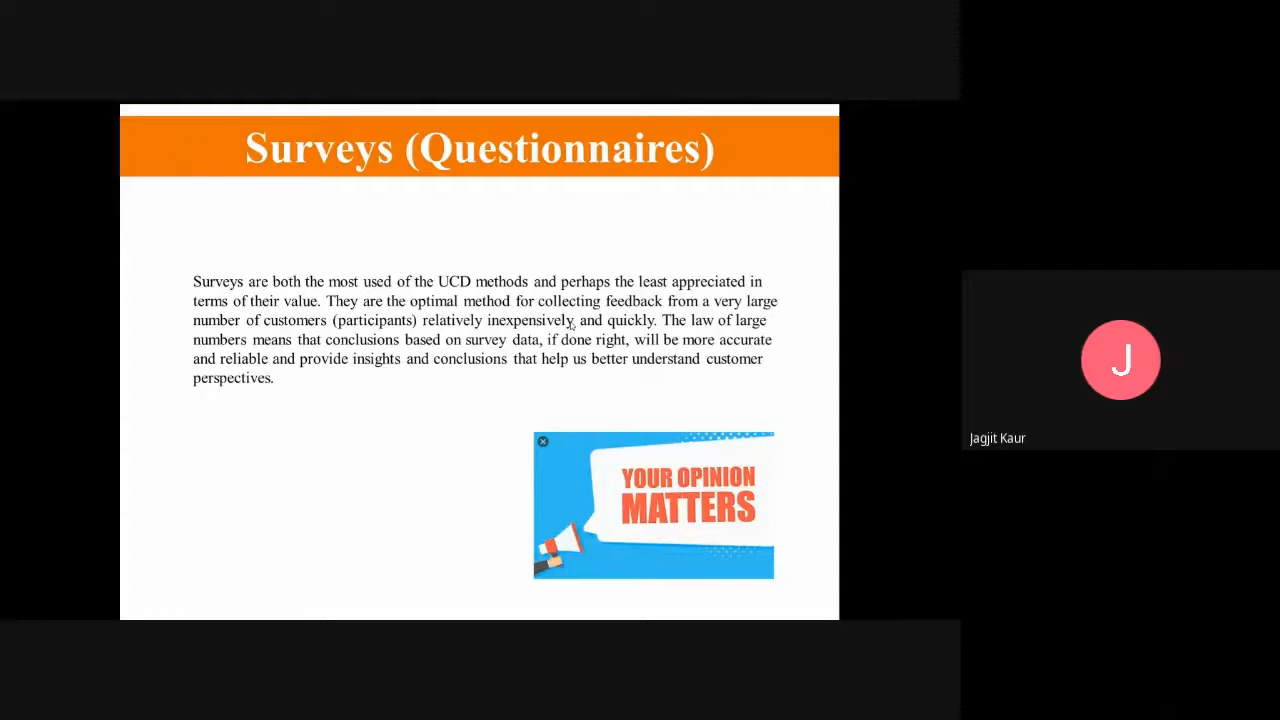 Surveys (Questionnaires)
Surveys are both the most used of the UCD methods and perhaps the least appreciated in
terms of their value. They are the optimal method for collecting feedback from a very large
number of customers (participants) relatively inexpensively and quickly. The law of large
numbers means that conclusions based on survey data, if done right, will be more accurate
and reliable and provide insights and conclusions that help us better understand customer
perspectives.
YOUR OPINION
MATTERS
J
Jagjit Kaur